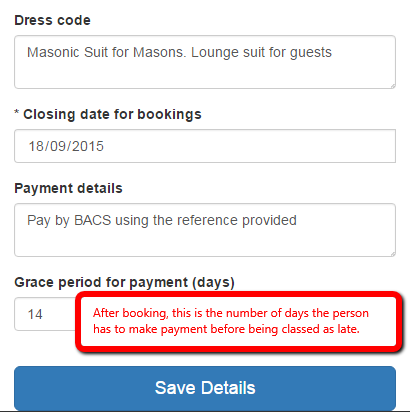 Dress code
Masonic Suit for Masons. Lounge suit for guests
* Closing date for bookings
18/09/2015
Payment details
Pay by BACS using the reference provided
Grace period for payment (days)
14
After booking, this is the number of days the person
has to make payment before being classed as late.
Save Details